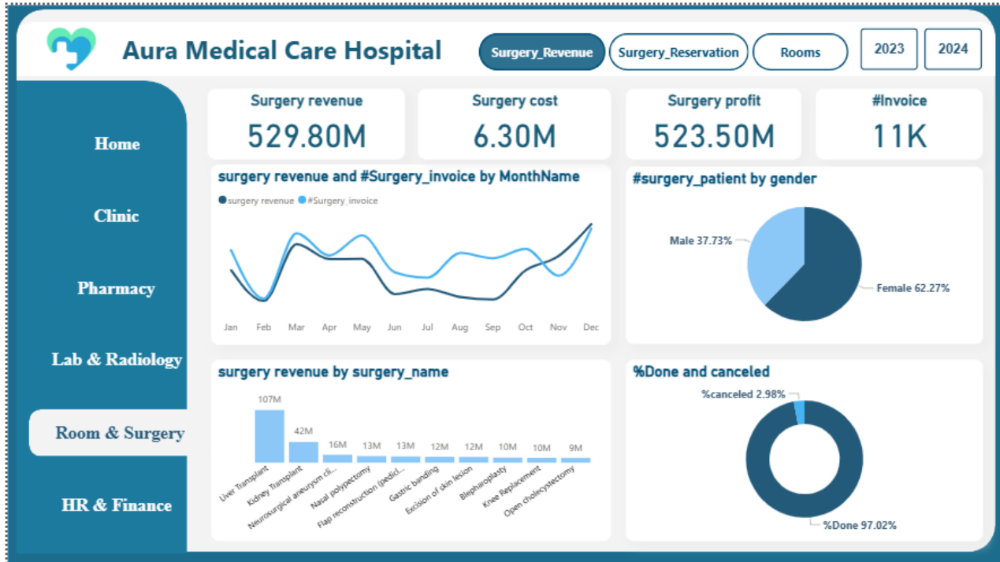 Aura Medical Care Hospital
Surgery_Revenue
Surgery_Reservation
Rooms
2023
2024
Home
Clinic
Pharmacy
Lab & Radiology
Room & Surgery
HR & Finance
Surgery revenue
529.80M
Surgery cost
6.30M
Surgery profit
523.50M
#Invoice
11K
surgery revenue and #Surgery_invoice by MonthName
surgery revenue #Surgery_invoice
Jan Feb Mar Apr May Jun Jul Aug Sep Oct Nov Dec
#surgery_patient by gender
Male 37.73%
Female 62.27%
surgery revenue by surgery_name
107M
42M
16M
13M
13M
12M
12M
10M
10M
9M
Liver Transplant
Kidney Transplant
Neurosurgical aneurysm cli...
Nasal polypectomy
Flap reconstruction (pedicl...
Gastric banding
Excision of skin lesion
Blepharoplasty
Knee Replacement
Open cholecystectomy
%Done and canceled
%canceled 2.98%
%Done 97.02%